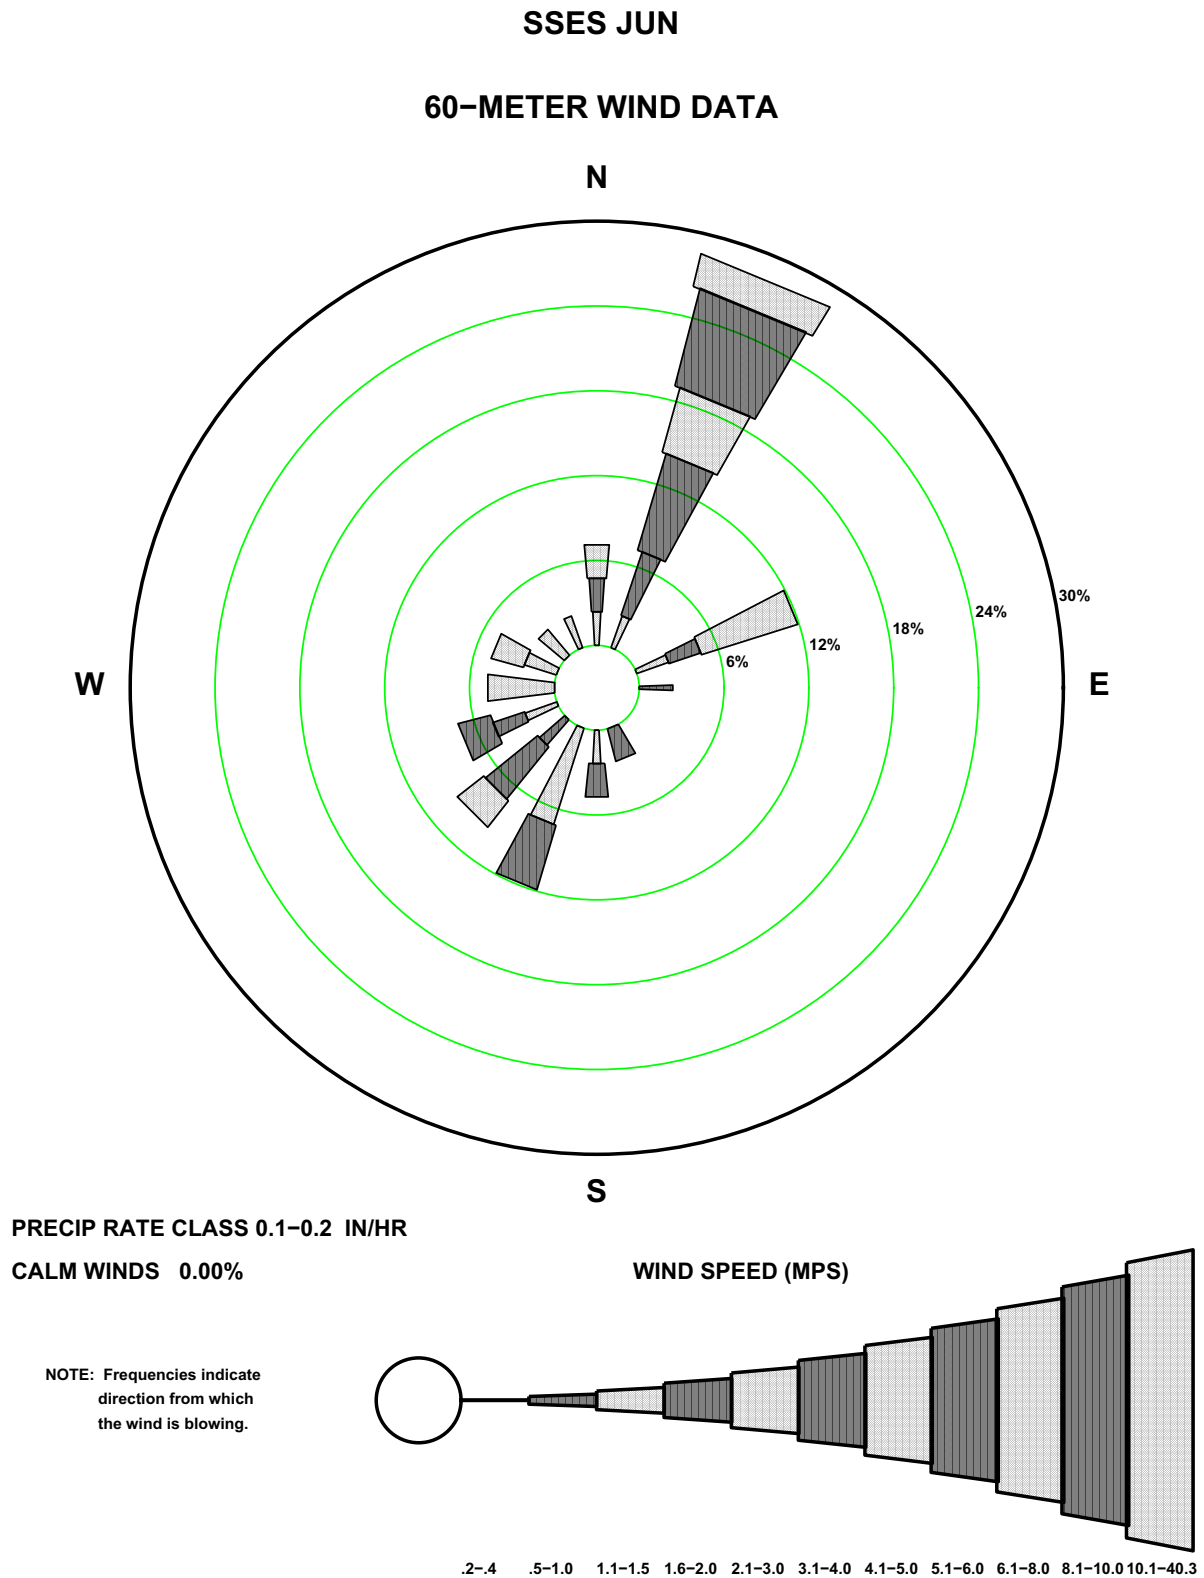 SSES JUN
60−METER WIND DATA
N
30%
24%
18%
12%
6%
W
E
S
PRECIP RATE CLASS 0.1−0.2 IN/HR
CALM WINDS 0.00%
WIND SPEED (MPS)
NOTE: Frequencies indicate
direction from which
the wind is blowing.
.2−.4 .5−1.0 1.1−1.5 1.6−2.0 2.1−3.0 3.1−4.0 4.1−5.0 5.1−6.0 6.1−8.0 8.1−10.0 10.1−40.3